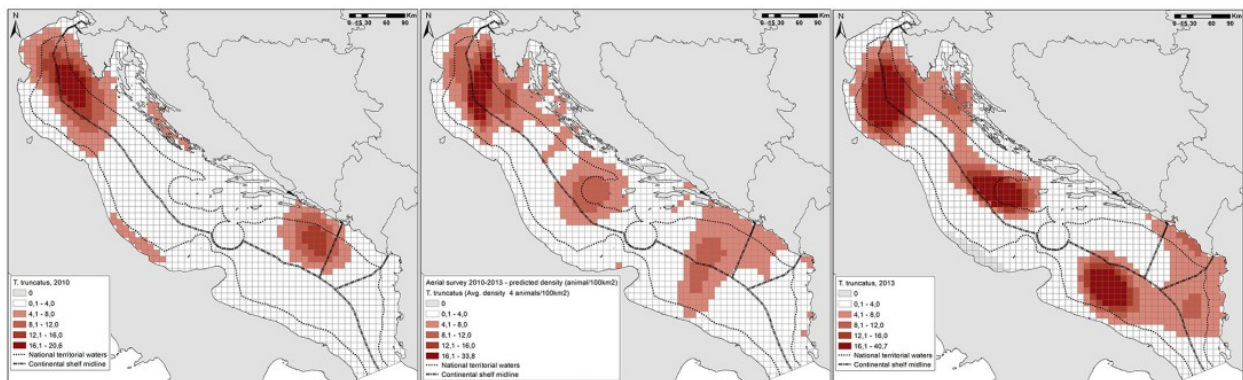 N
0 15 30 60 90 Km
T. truncatus, 2010
0
0,1 - 4,0
4,1 - 8,0
8,1 - 12,0
12,1 - 16,0
16,1 - 20,6
National territorial waters
Continental shelf midline
N
0 15 30 60 90 Km
Aerial survey 2010-2013 - predicted density (animal/100km2)
T. truncatus (Avg. density 4 animals/100km2)
0
0,1 - 4,0
4,1 - 8,0
8,1 - 12,0
12,1 - 16,0
16,1 - 33,8
National territorial waters
Continental shelf midline
N
0 15 30 60 90 Km
T. truncatus, 2013
0
0,1 - 4,0
4,1 - 8,0
8,1 - 12,0
12,1 - 16,0
16,1 - 40,7
National territorial waters
Continental shelf midline